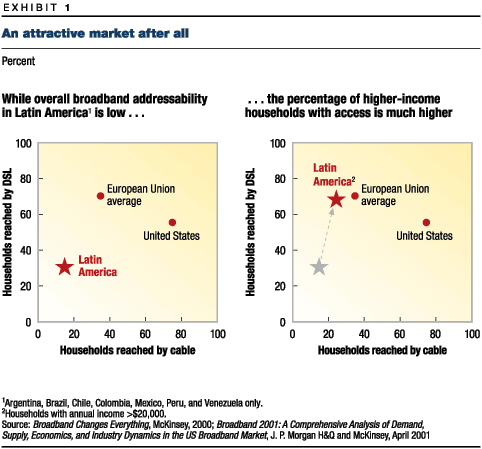 EXHIBIT 1
An attractive market after all
Percent
While overall broadband addressability
in Latin America¹ is low . . .
100
80
60
40
20
0
Households reached by DSL
European Union
average
United States
Latin
America
0 20 40 60 80 100
Households reached by cable
. . . the percentage of higher-income
households with access is much higher
100
80
60
40
20
0
Households reached by DSL
Latin
America²
European Union
average
United States
0 20 40 60 80 100
Households reached by cable
¹Argentina, Brazil, Chile, Colombia, Mexico, Peru, and Venezuela only.
²Households with annual income >$20,000.
Source: Broadband Changes Everything, McKinsey, 2000; Broadband 2001: A Comprehensive Analysis of Demand,
Supply, Economics, and Industry Dynamics in the US Broadband Market, J. P. Morgan H&Q and McKinsey, April 2001